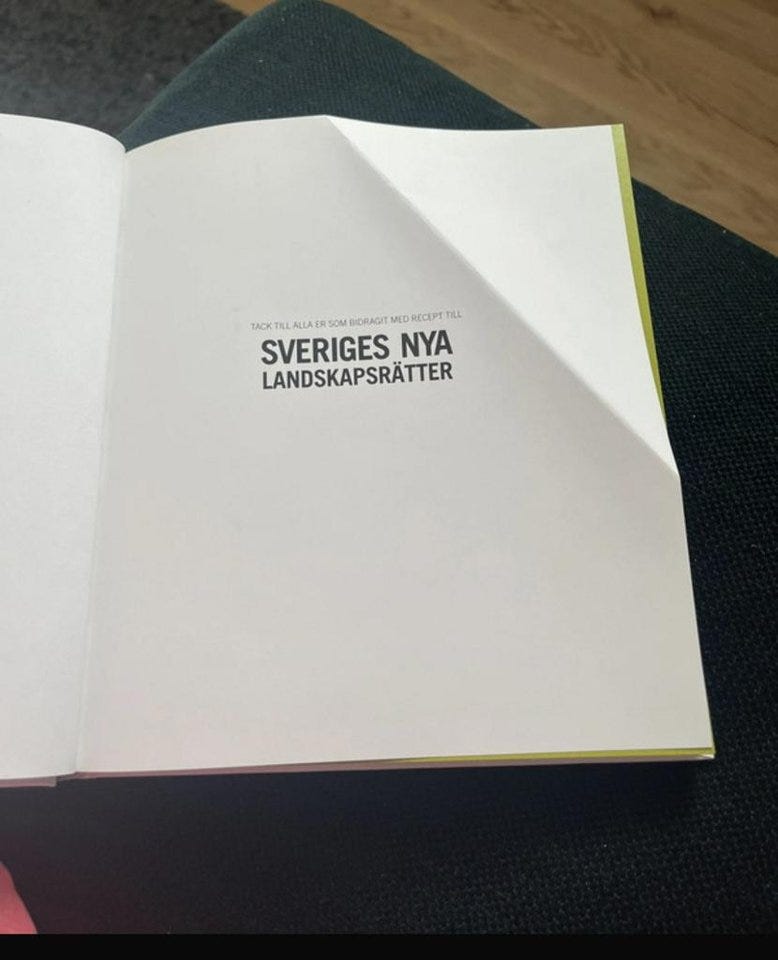 TACK TILL ALLA ER SOM BIDRAGIT MED RECEPT TILL
SVERIGES NYA
LANDSKAPSRÄTTER